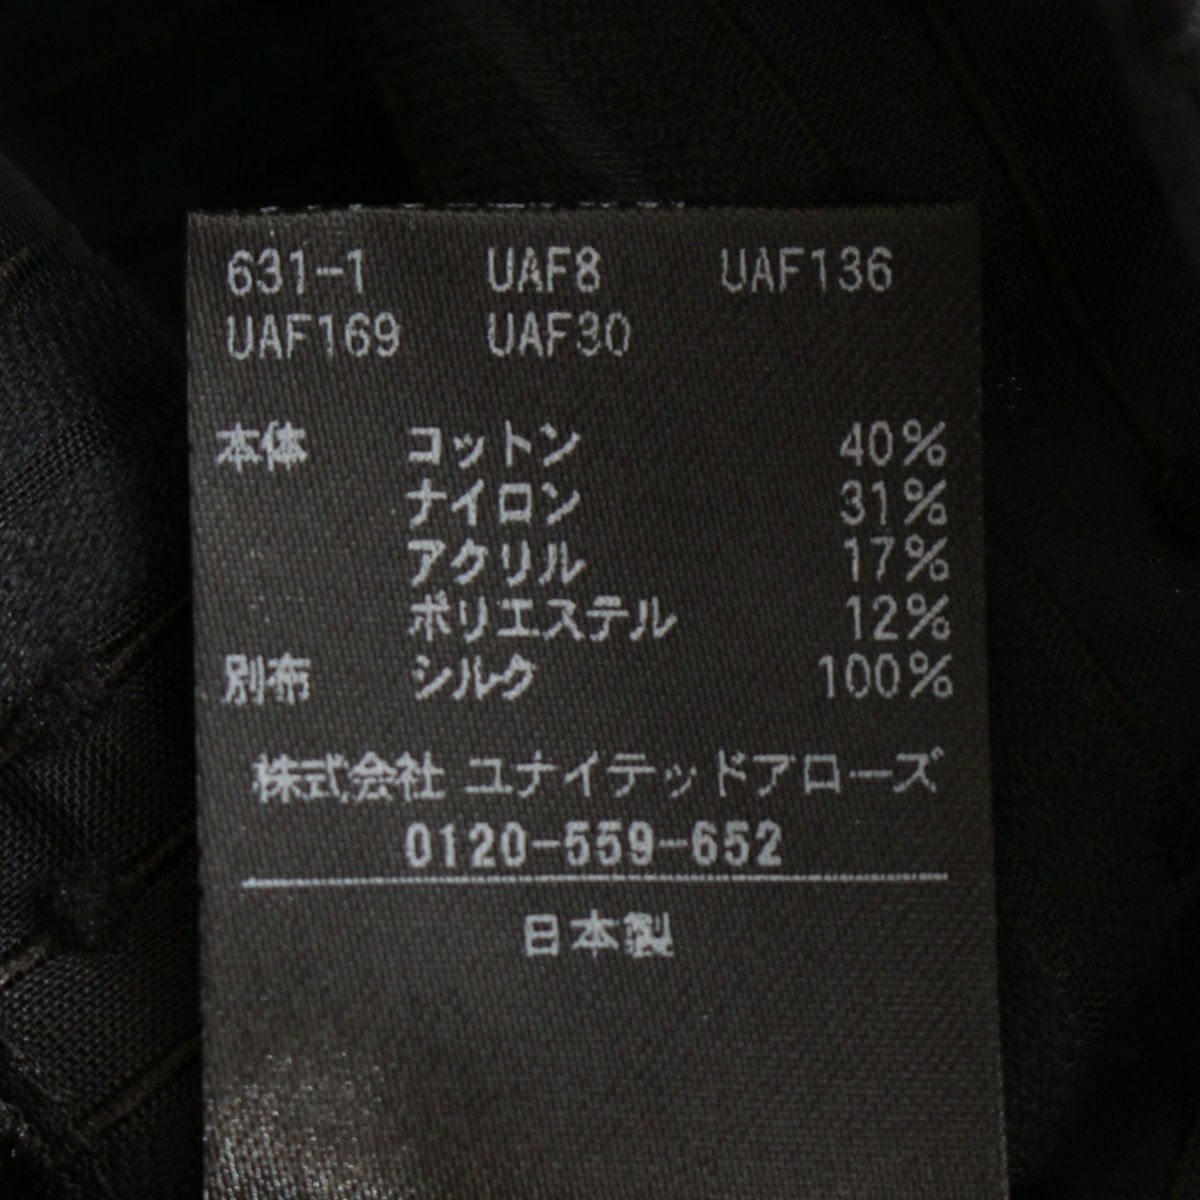 631-1 UAF8 UAF136
UAF169 UAF30
本体 コットン 40%
ナイロン 31%
アクリル 17%
ポリエステル 12%
別布 シルク 100%
株式会社 ユナイテッドアローズ
0120-559-652
日本製